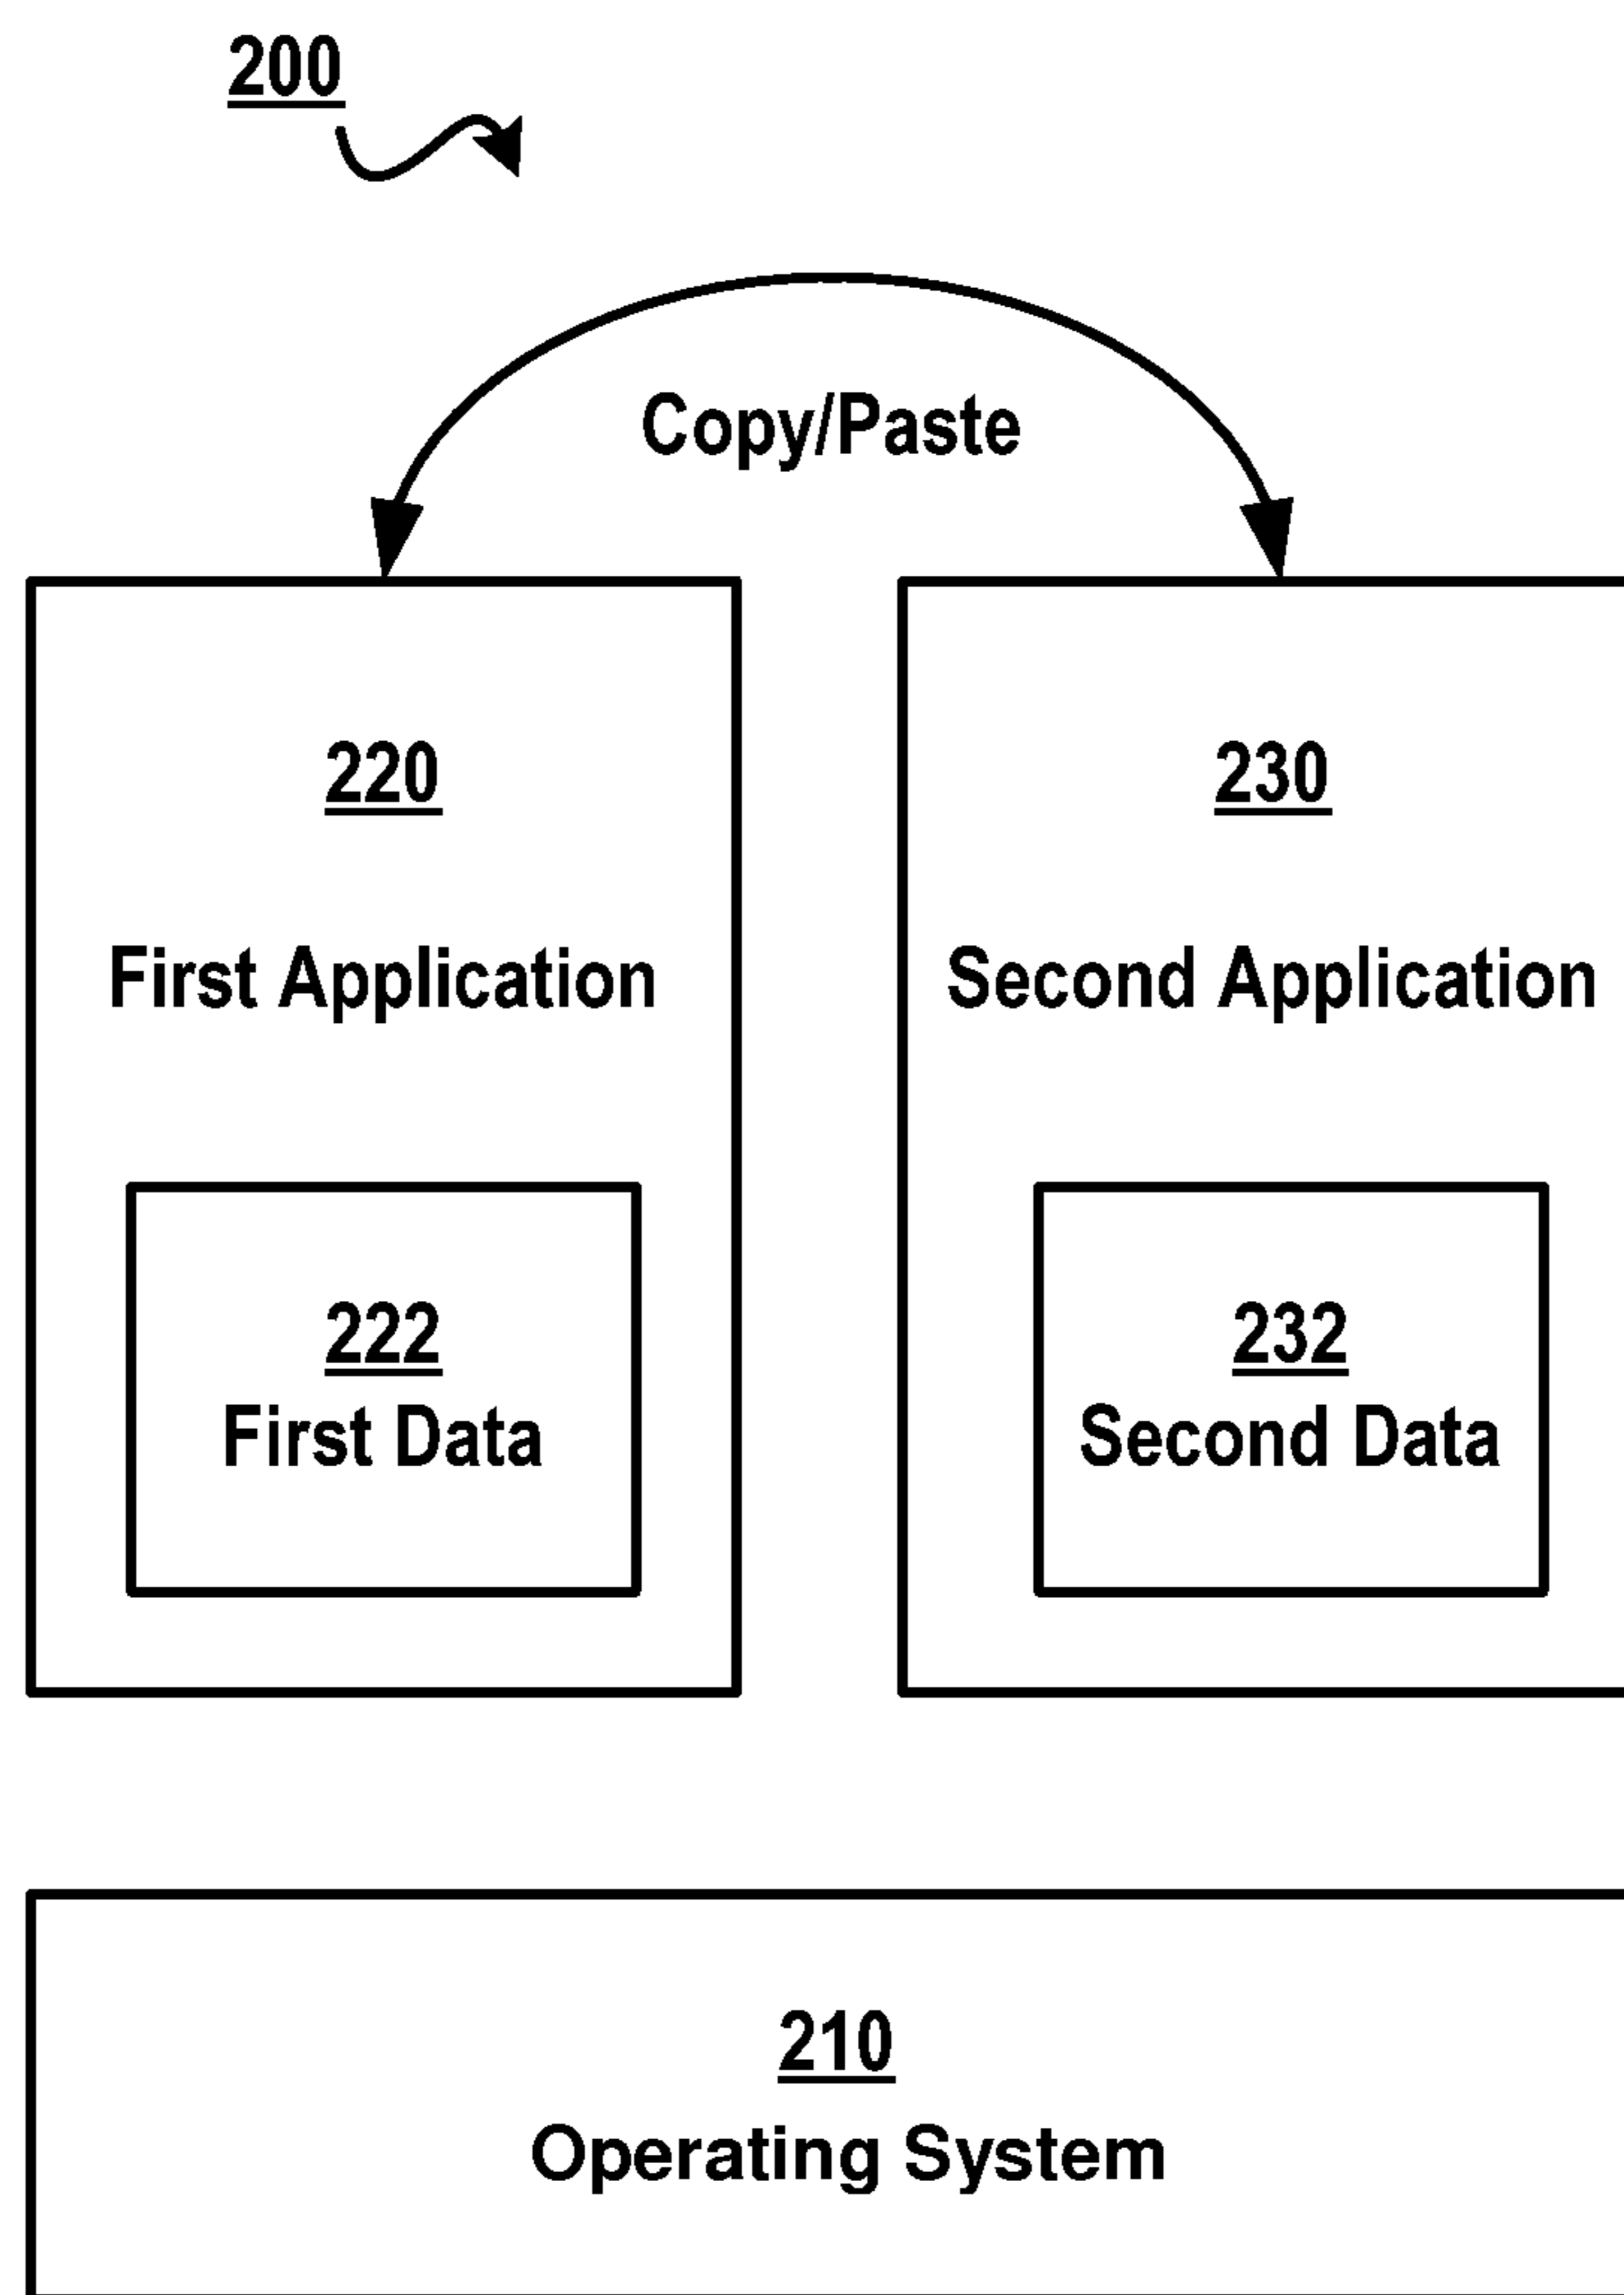 200
Copy/Paste
220
230
First Application
Second Application
222
First Data
232
Second Data
210
Operating System